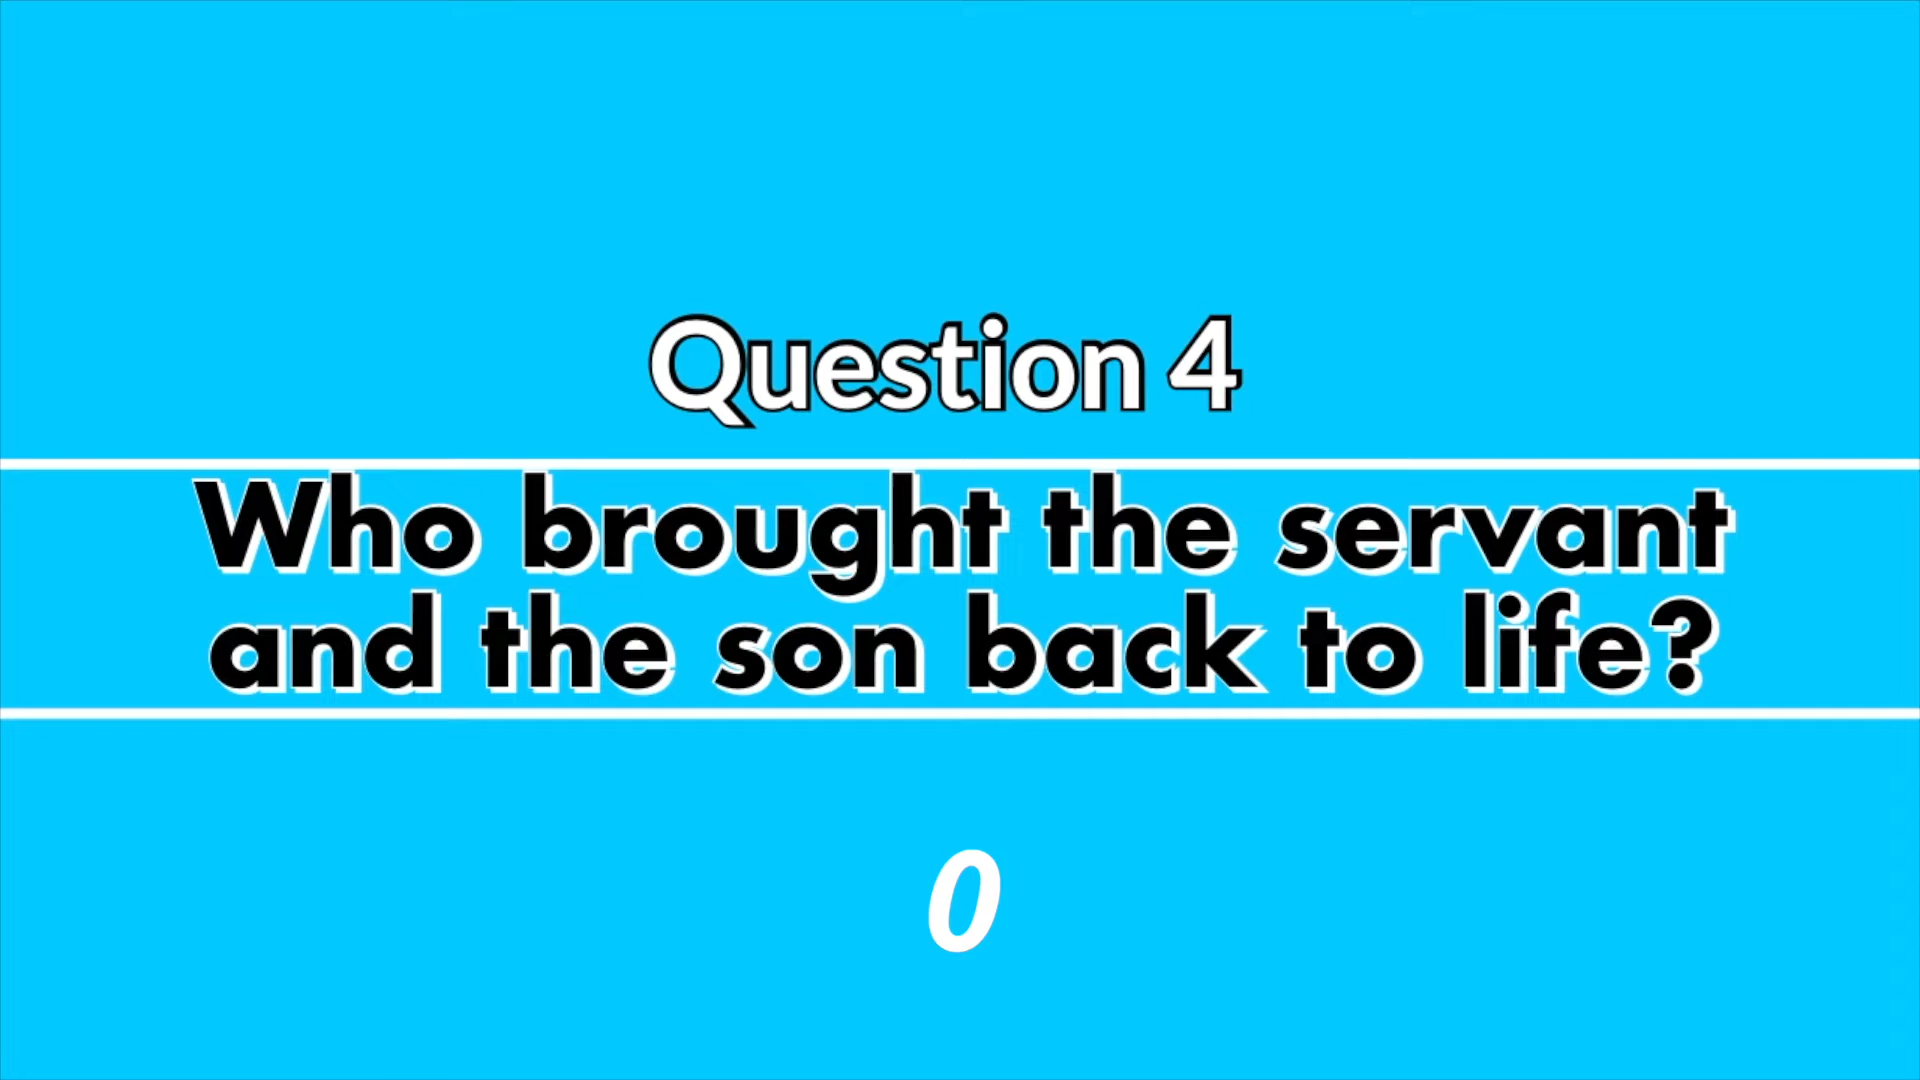 Question 4
Who brought the servant
and the son back to life?
0